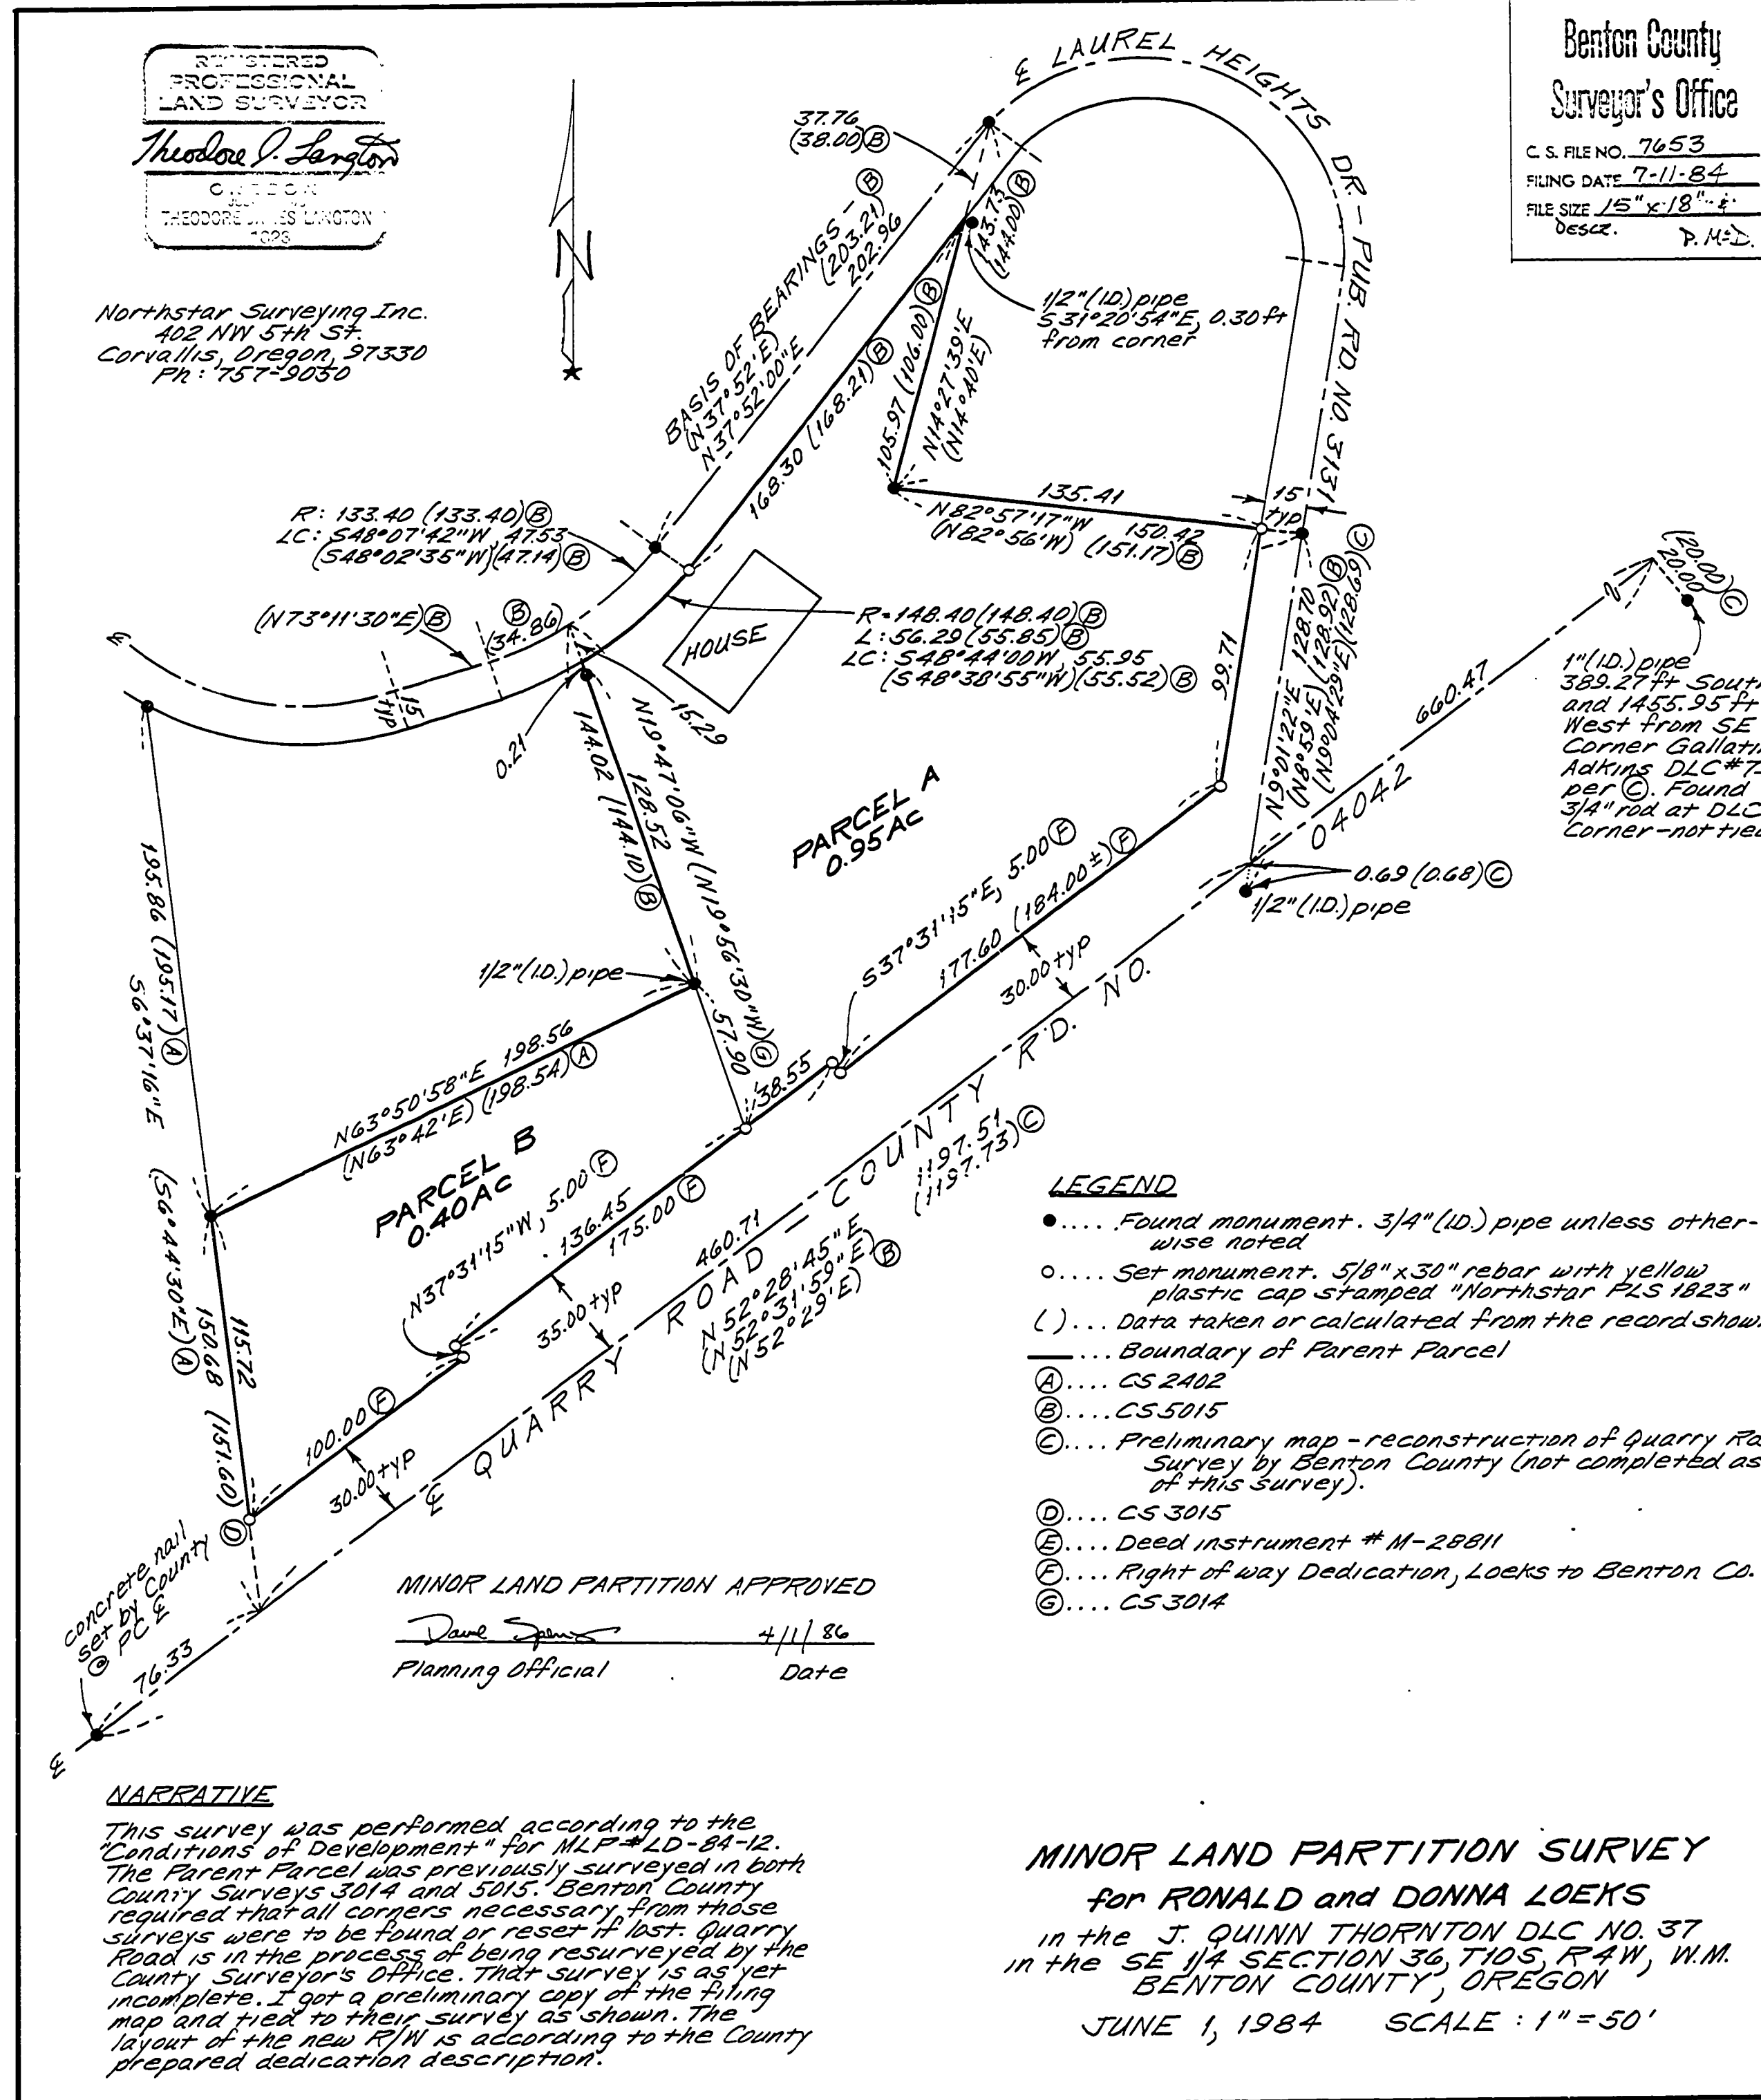 REGISTERED
PROFESSIONAL
LAND SURVEYOR
Theodore J. Langton
OREGON
THEODORE JAMES LANGTON
1823
Northstar Surveying Inc.
402 NW 5th St.
Corvallis, Oregon, 97330
Ph: 757-9050
N
Benton County
Surveyor's Office
C. S. FILE NO. 7653
FILING DATE 7-11-84
FILE SIZE 15" x 18"
DESCR. P. McD.
℄ LAUREL HEIGHTS DR. - PUB. RD. NO. 3131
37.76
(38.00) Ⓑ
143.73
(144.00) Ⓑ
BASIS OF BEARINGS - Ⓑ
(N37°52'E) (203.21)
N37°52'00"E 202.96
1/2" (I.D.) pipe
S31°20'54"E, 0.30 ft
from corner
168.30 (168.21) Ⓑ
105.97 (106.00) Ⓑ
N14°27'39"E
(N14°40'E)
135.41
N82°57'17"W 150.42
(N82°56'W) (151.17) Ⓑ
15
typ
R: 133.40 (133.40) Ⓑ
LC: S48°07'42"W, 47.53
(S48°02'35"W) (47.14) Ⓑ
(N73°11'30"E) Ⓑ
Ⓑ
(34.86)
HOUSE
R=148.40 (148.40) Ⓑ
L: 56.29 (55.85) Ⓑ
LC: S48°44'00W, 55.95
(S48°38'55"W) (55.52) Ⓑ
℄
15
typ
0.21
15.29
144.02 (144.10) Ⓑ
128.52
N19°47'06"W (N19°56'30"W) Ⓖ
57.90
99.71
N9°01'22"E 128.70
(N8°59'E) (128.92) Ⓑ
(N9°04'29"E) (128.69) Ⓒ
(20.00) Ⓒ
20.00
660.47
1" (I.D.) pipe
389.27 ft South
and 1455.95 ft
West from SE
Corner Gallatin
Adkins DLC #7
per Ⓒ. Found
3/4" rod at DLC
Corner-not tied
04042
0.69 (0.68) Ⓒ
1/2" (I.D.) pipe
PARCEL A
0.95 Ac
195.86 (195.17) Ⓐ
S6°37'16"E (S6°44'30"E) Ⓐ
1/2" (I.D.) pipe
S37°31'15"E, 5.00 Ⓕ
177.60 (184.00±) Ⓕ
30.00 typ
38.55
N63°50'58"E 198.56
(N63°42'E) (198.54) Ⓐ
PARCEL B
0.40 Ac
N37°31'15"W, 5.00 Ⓕ
136.45
175.00 Ⓕ
35.00 typ
115.72
150.68 (151.60) Ⓓ
100.00 Ⓕ
30.00 typ
℄ QUARRY ROAD - COUNTY RD. NO.
460.71
1197.51
(1197.73) Ⓒ
N52°28'45"E
(N52°31'59"E)
(N52°29'E) Ⓑ
concrete nail
set by County
@ PC ℄
76.33
℄
LEGEND
●.... Found monument. 3/4" (I.D.) pipe unless other-
wise noted
○.... Set monument. 5/8" x 30" rebar with yellow
plastic cap stamped "Northstar PLS 1823"
( )... Data taken or calculated from the record shown
—... Boundary of Parent Parcel
Ⓐ.... CS 2402
Ⓑ.... CS 5015
Ⓒ.... Preliminary map - reconstruction of Quarry Ro
Survey by Benton County (not completed as
of this survey).
Ⓓ.... CS 3015
Ⓔ.... Deed instrument # M-28811
Ⓕ.... Right of way Dedication, Loeks to Benton Co.
Ⓖ.... CS 3014
MINOR LAND PARTITION APPROVED
Dave 4/1/86
Planning Official Date
NARRATIVE
This survey was performed according to the
"Conditions of Development" for MLP # LD-84-12.
The Parent Parcel was previously surveyed in both
County Surveys 3014 and 5015. Benton County
required that all corners necessary from those
surveys were to be found or reset if lost. Quarry
Road is in the process of being resurveyed by the
County Surveyor's Office. That survey is as yet
incomplete. I got a preliminary copy of the filing
map and tied to their survey as shown. The
layout of the new R/W is according to the County
prepared dedication description.
MINOR LAND PARTITION SURVEY
for RONALD and DONNA LOEKS
in the J. QUINN THORNTON DLC NO. 37
in the SE 1/4 SECTION 36, T10S, R4W, W.M.
BENTON COUNTY, OREGON
JUNE 1, 1984 SCALE: 1" = 50'